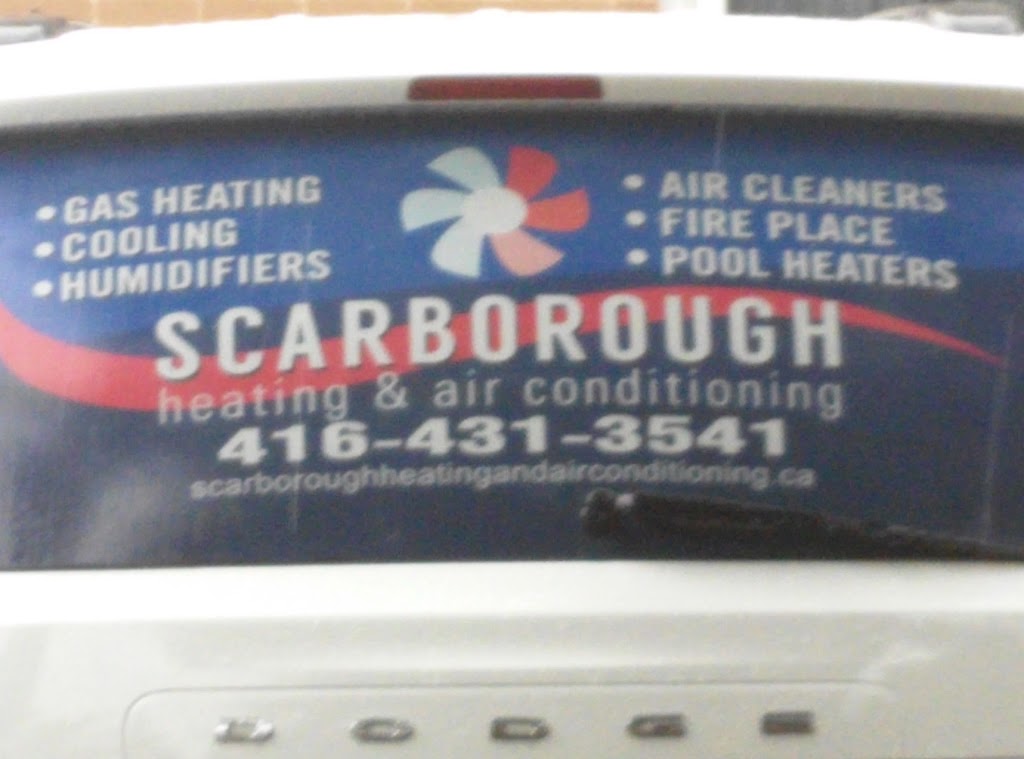 • GAS HEATING
• COOLING
• HUMIDIFIERS
• AIR CLEANERS
• FIRE PLACE
• POOL HEATERS
SCARBOROUGH
heating & air conditioning
416-431-3541
scarboroughheatingandairconditioning.ca
DODGE